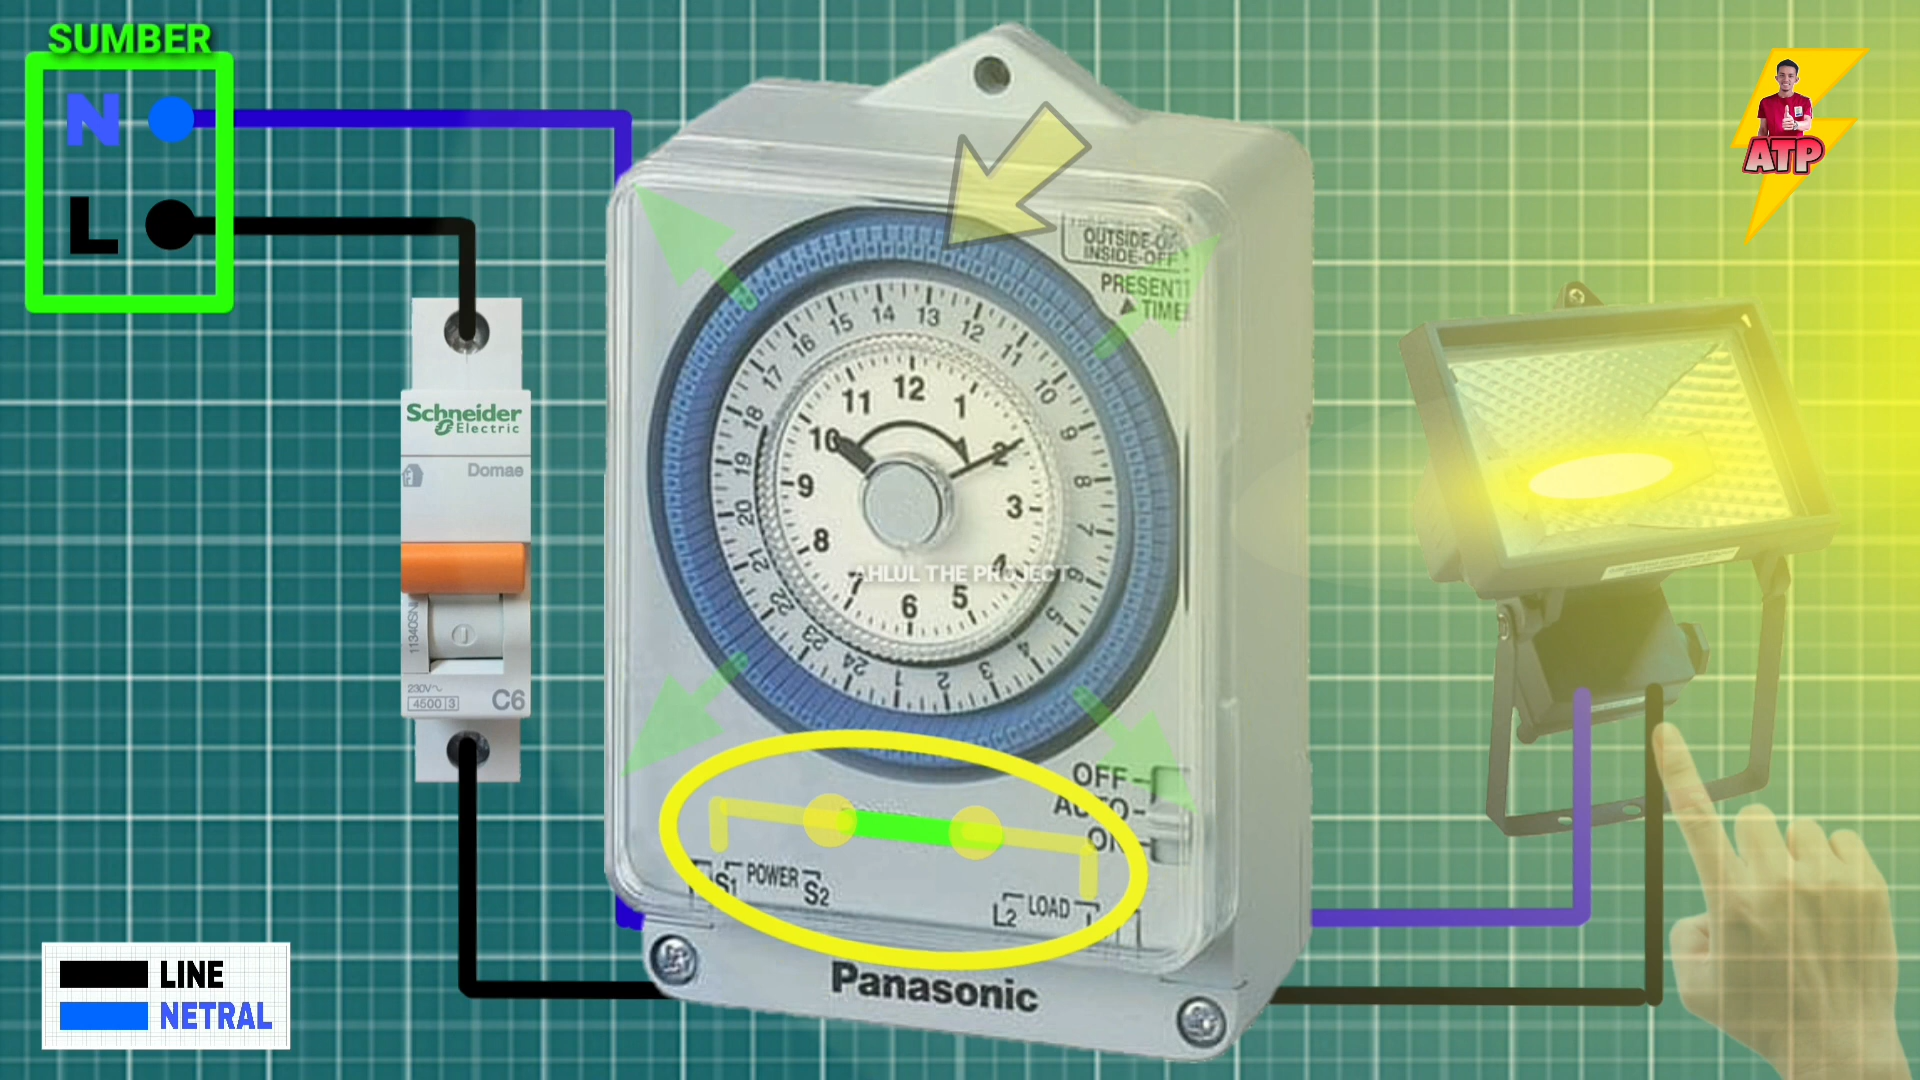 SUMBER
N
L
ATP
OUTSIDE-O
INSIDE-OFF
PRESENT
TIME
Schneider
Electric
Domae
11340SN
230V~
4500 3
C6
14 13 12 11 10 9 8 7 6 5 4 3 2 1 24 23 22 21 20 19 18 17 16 15
12 1 2 3 4 5 6 7 8 9 10 11
AHLUL THE PROJECT
OFF
AUTO
ON
S1 POWER S2
L2 LOAD
Panasonic
LINE
NETRAL